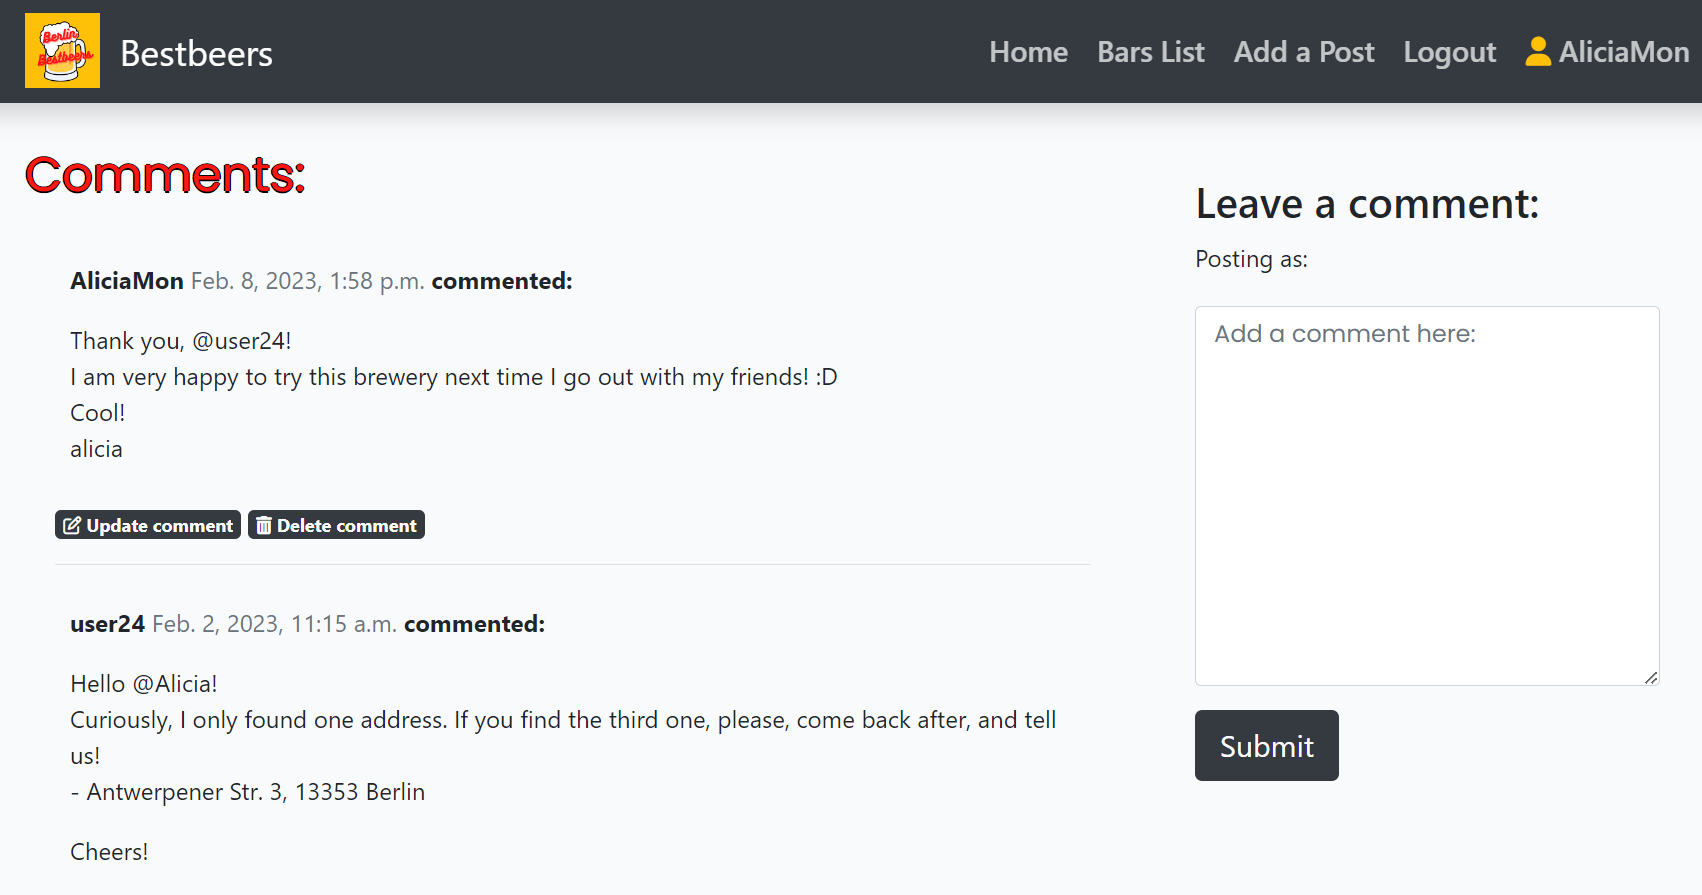 Berlin
Bestbeers
Bestbeers
Home Bars List Add a Post Logout AliciaMon
Comments:
AliciaMon Feb. 8, 2023, 1:58 p.m. commented:
Thank you, @user24!
I am very happy to try this brewery next time I go out with my friends! :D
Cool!
alicia
Update comment Delete comment
user24 Feb. 2, 2023, 11:15 a.m. commented:
Hello @Alicia!
Curiously, I only found one address. If you find the third one, please, come back after, and tell
us!
- Antwerpener Str. 3, 13353 Berlin
Cheers!
Leave a comment:
Posting as:
Add a comment here:
Submit